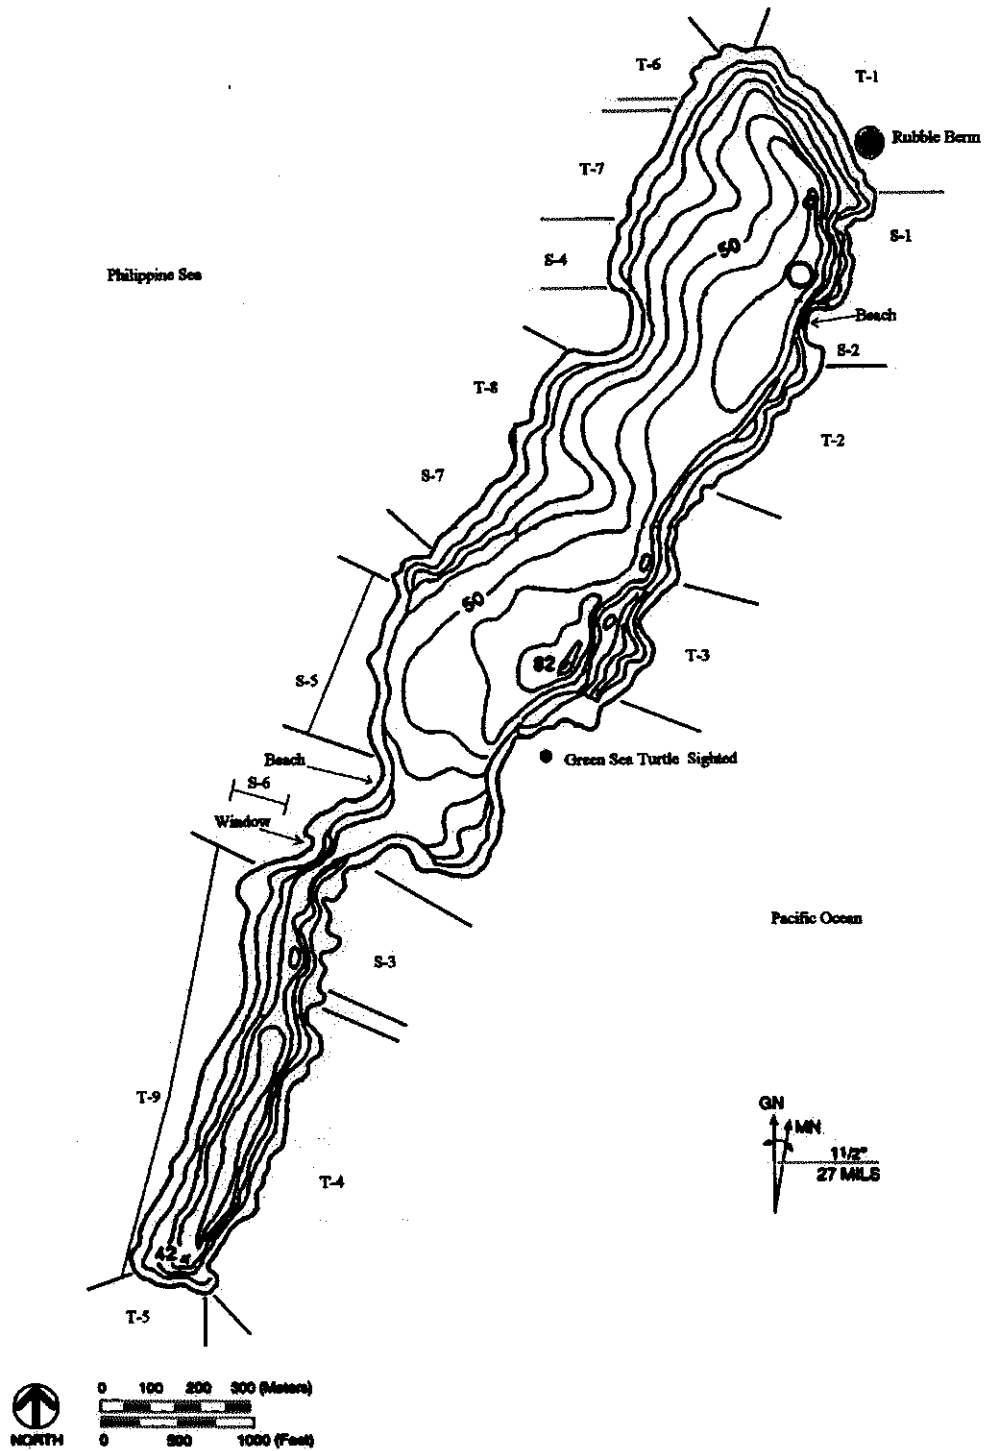 T-6
T-1
Rubble Berm
T-7
S-1
50
S-4
Philippine Sea
Beach
S-2
T-8
T-2
S-7
50
T-3
82
S-5
Beach
Green Sea Turtle Sighted
S-6
Window
Pacific Ocean
S-3
T-9
GN
MN
1 1/2°
27 MILS
T-4
42
T-5
0 100 200 300 (Meters)
NORTH
0 500 1000 (Feet)